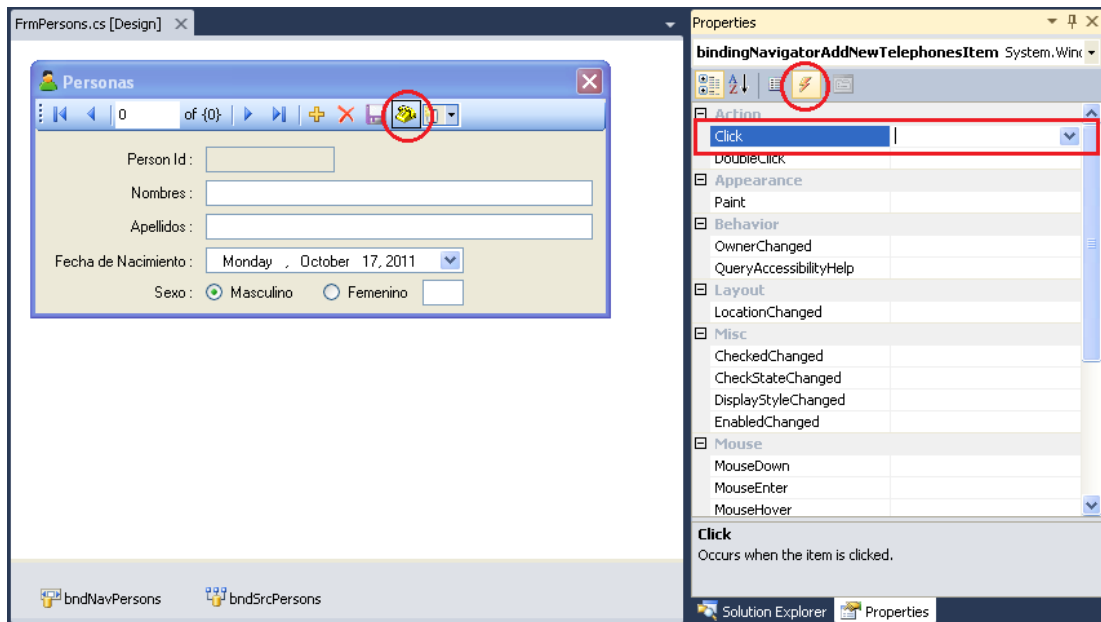 FrmPersons.cs [Design]
Personas
0 of {0}
Person Id :
Nombres :
Apellidos :
Fecha de Nacimiento : Monday , October 17, 2011
Sexo : Masculino Femenino
bndNavPersons bndSrcPersons
Properties
bindingNavigatorAddNewTelephonesItem System.Win
Action
Click
DoubleClick
Appearance
Paint
Behavior
OwnerChanged
QueryAccessibilityHelp
Layout
LocationChanged
Misc
CheckedChanged
CheckStateChanged
DisplayStyleChanged
EnabledChanged
Mouse
MouseDown
MouseEnter
MouseHover
Click
Occurs when the item is clicked.
Solution Explorer Properties